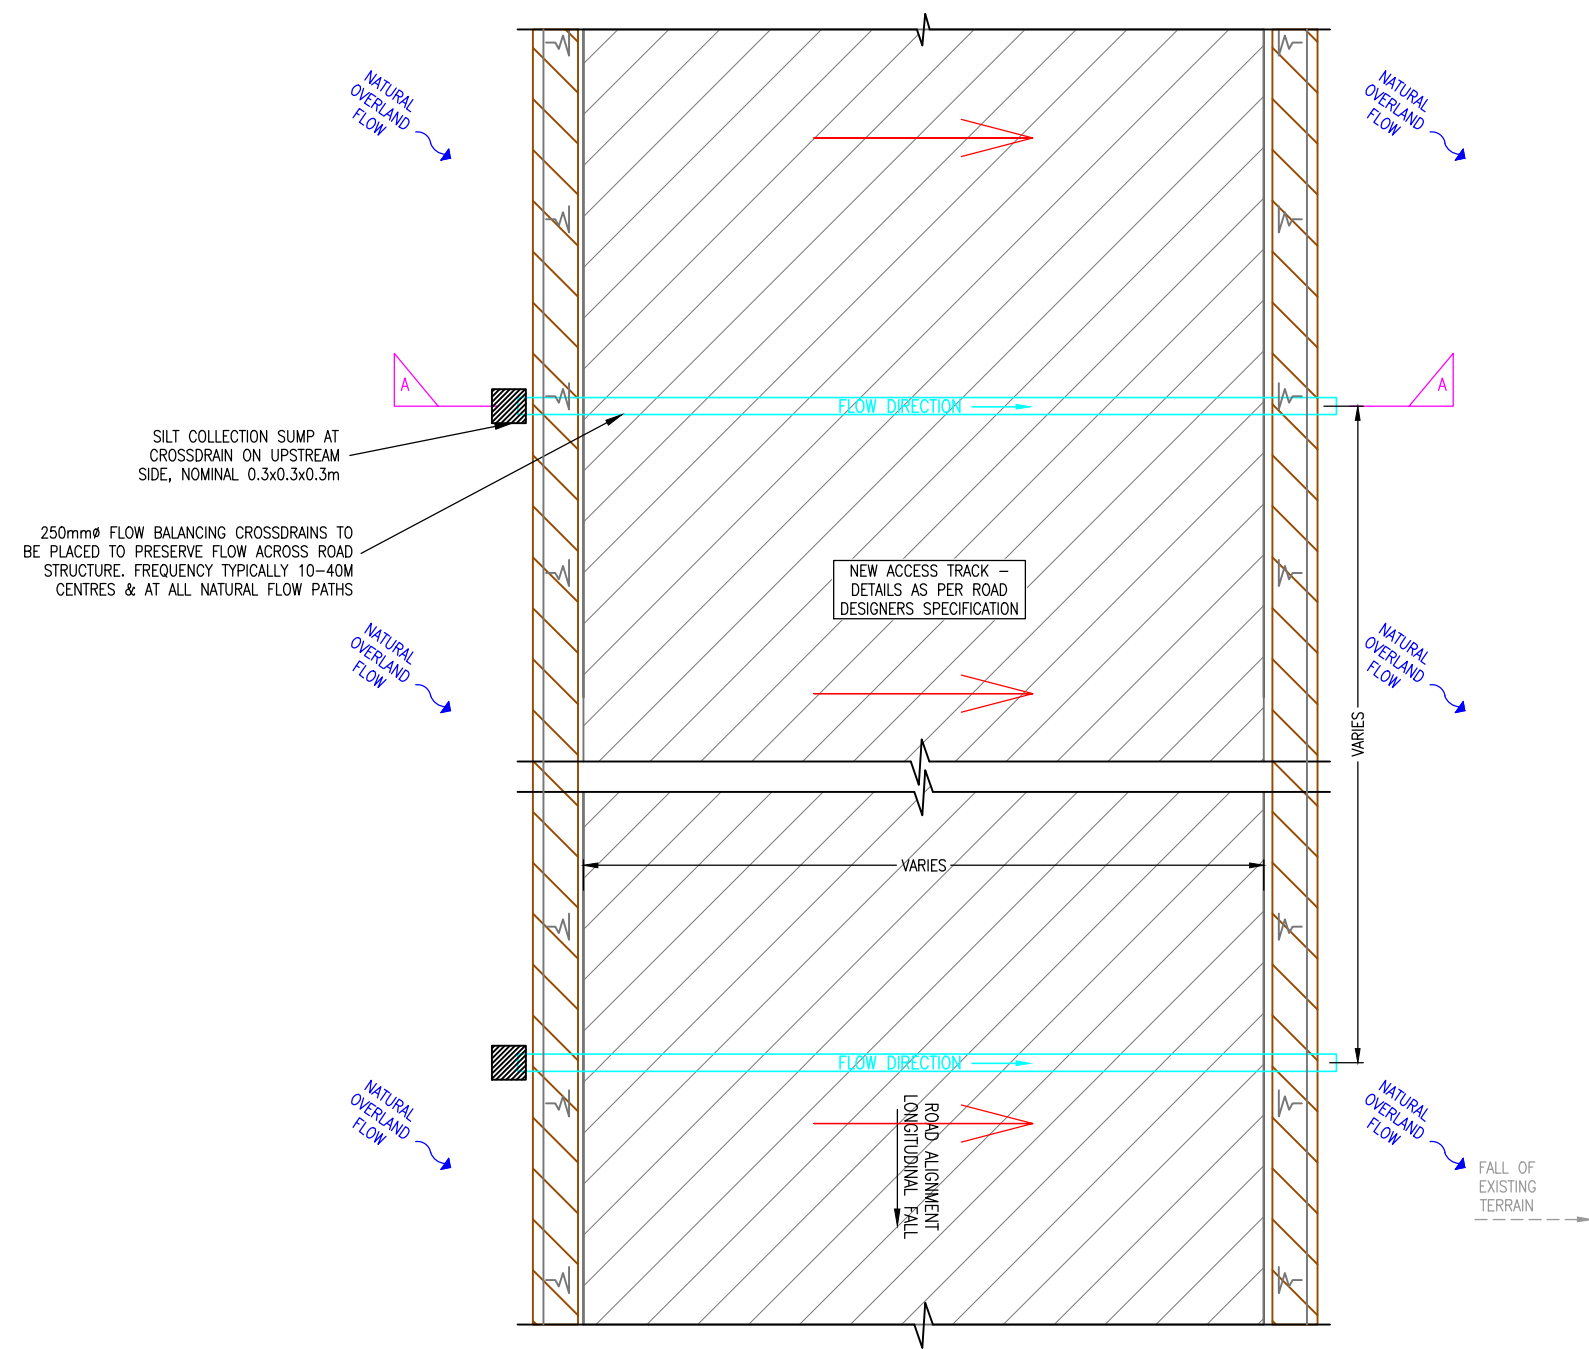 NATURAL
OVERLAND
FLOW
NATURAL
OVERLAND
FLOW
A
A
FLOW DIRECTION
SILT COLLECTION SUMP AT
CROSSDRAIN ON UPSTREAM
SIDE, NOMINAL 0.3x0.3x0.3m
250mmø FLOW BALANCING CROSSDRAINS TO
BE PLACED TO PRESERVE FLOW ACROSS ROAD
STRUCTURE. FREQUENCY TYPICALLY 10-40M
CENTRES & AT ALL NATURAL FLOW PATHS
NEW ACCESS TRACK -
DETAILS AS PER ROAD
DESIGNERS SPECIFICATION
NATURAL
OVERLAND
FLOW
NATURAL
OVERLAND
FLOW
VARIES
VARIES
FLOW DIRECTION
NATURAL
OVERLAND
FLOW
ROAD ALIGNMENT
LONGITUDINAL FALL
NATURAL
OVERLAND
FLOW
FALL OF
EXISTING
TERRAIN